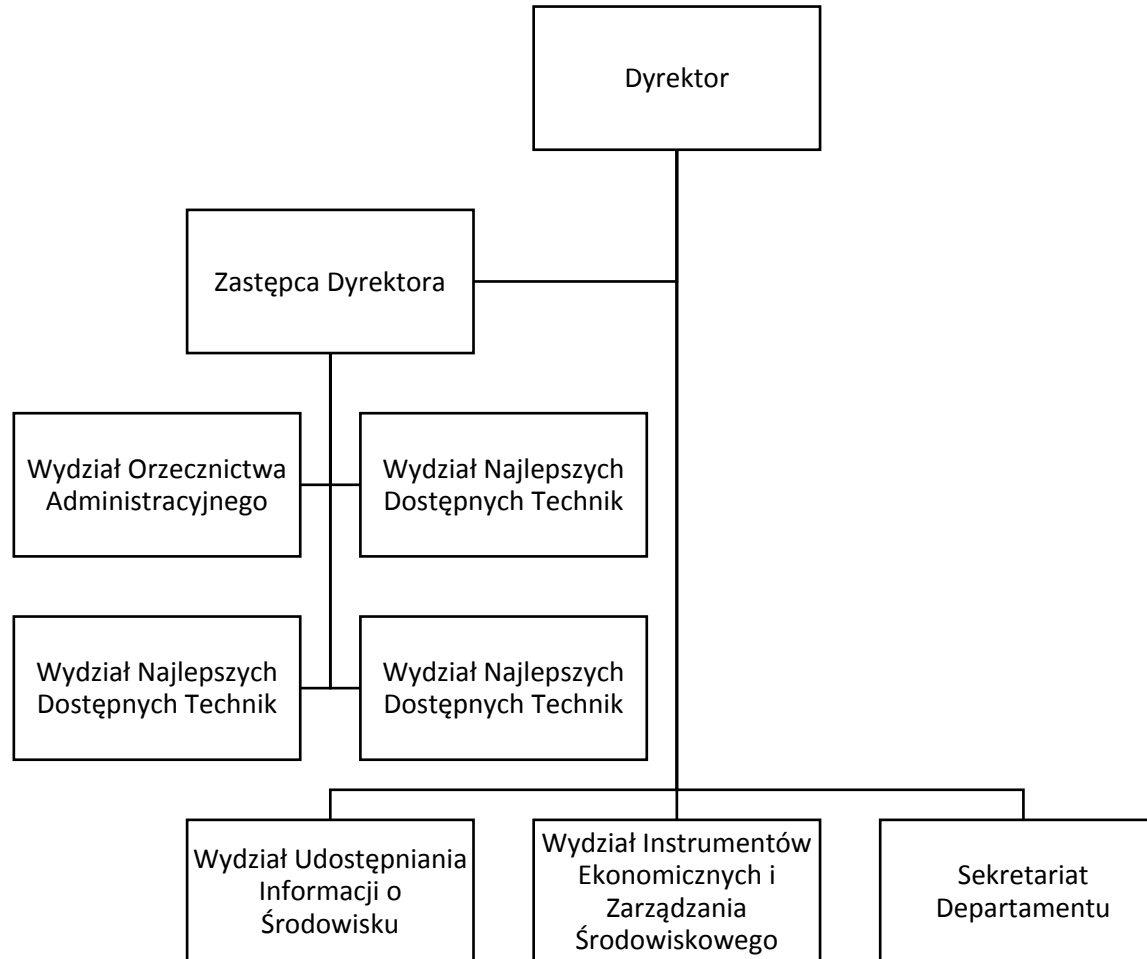 Dyrektor
Zastępca Dyrektora
Wydział Orzecznictwa
Administracyjnego
Wydział Najlepszych
Dostępnych Technik
Wydział Najlepszych
Dostępnych Technik
Wydział Najlepszych
Dostępnych Technik
Wydział Udostępniania
Informacji o
Środowisku
Wydział Instrumentów
Ekonomicznych i
Zarządzania
Środowiskowego
Sekretariat
Departamentu